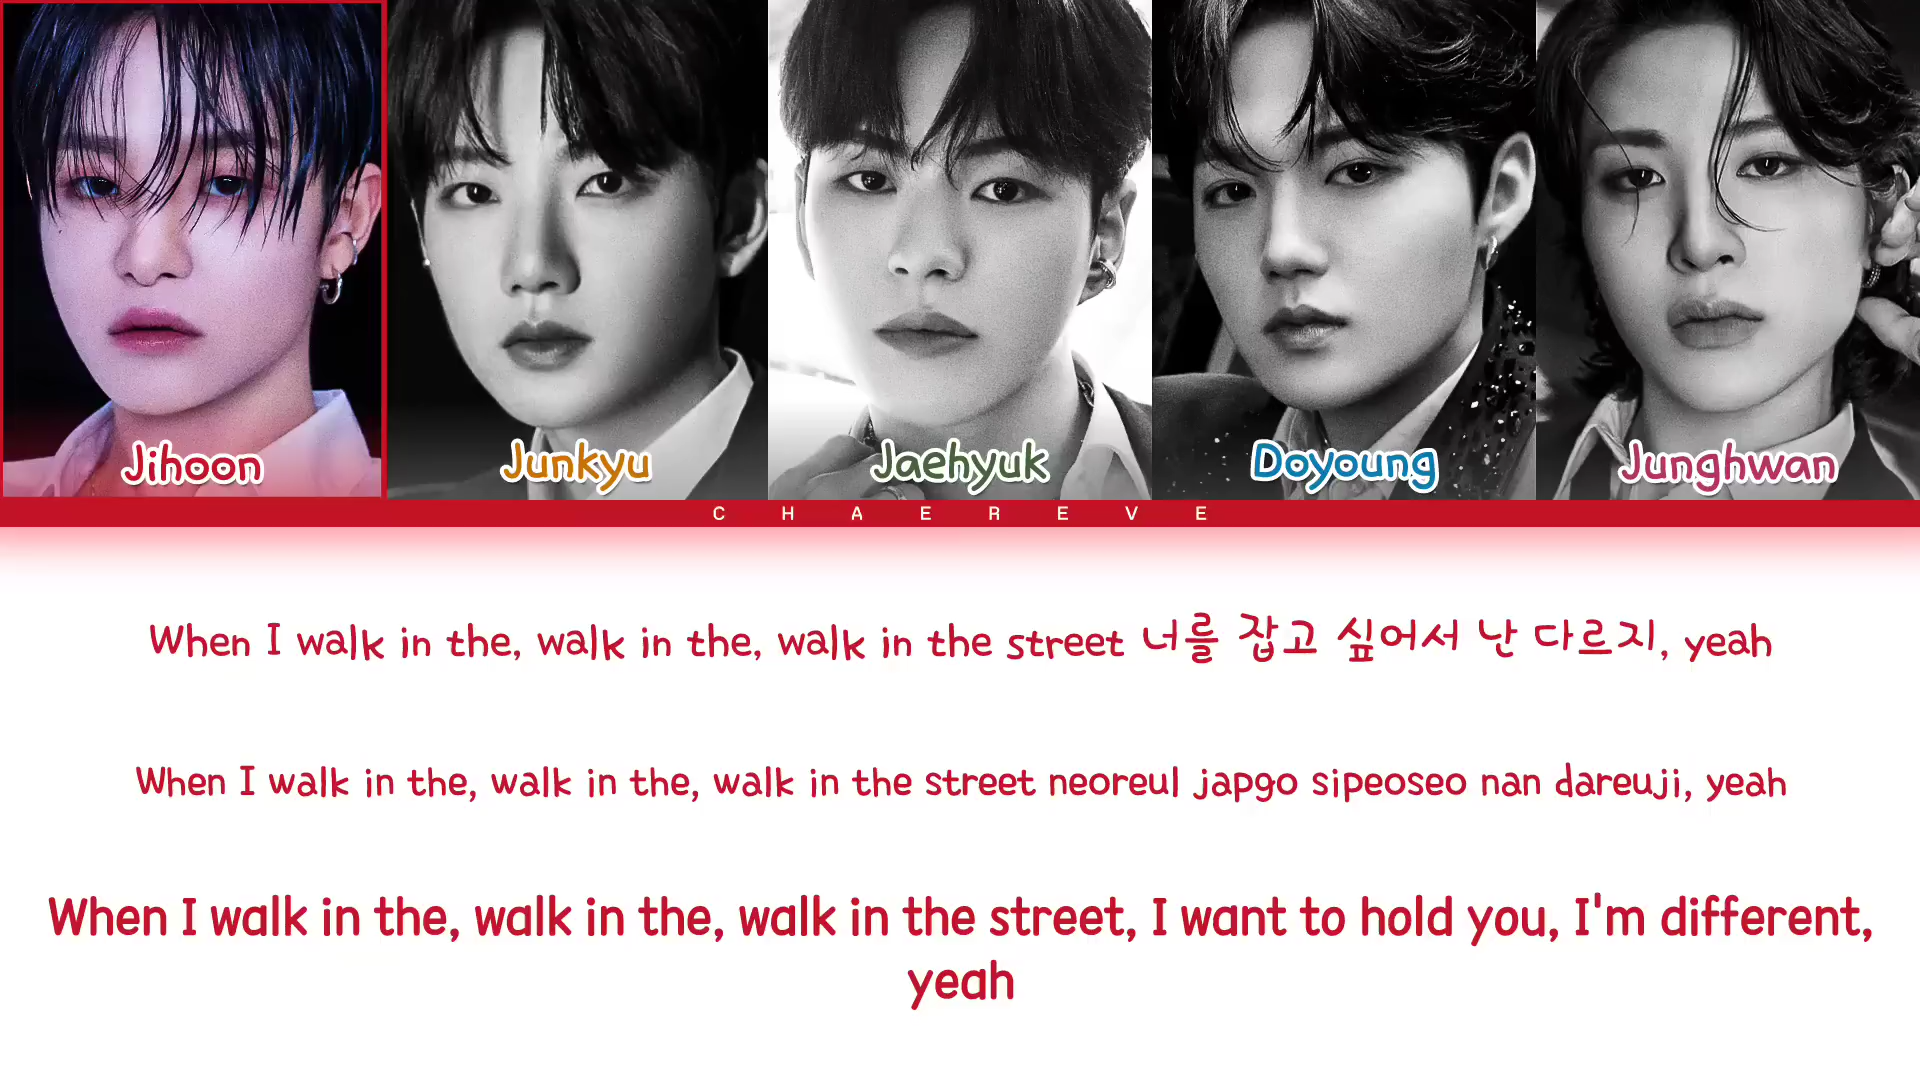 Jihoon
Junkyu
Jaehyuk
Doyoung
Junghwan
CHAEREVE
When I walk in the, walk in the, walk in the street 너를 잡고 싶어서 난 다르지, yeah
When I walk in the, walk in the, walk in the street neoreul japgo sipeoseo nan dareuji, yeah
When I walk in the, walk in the, walk in the street, I want to hold you, I'm different,
yeah